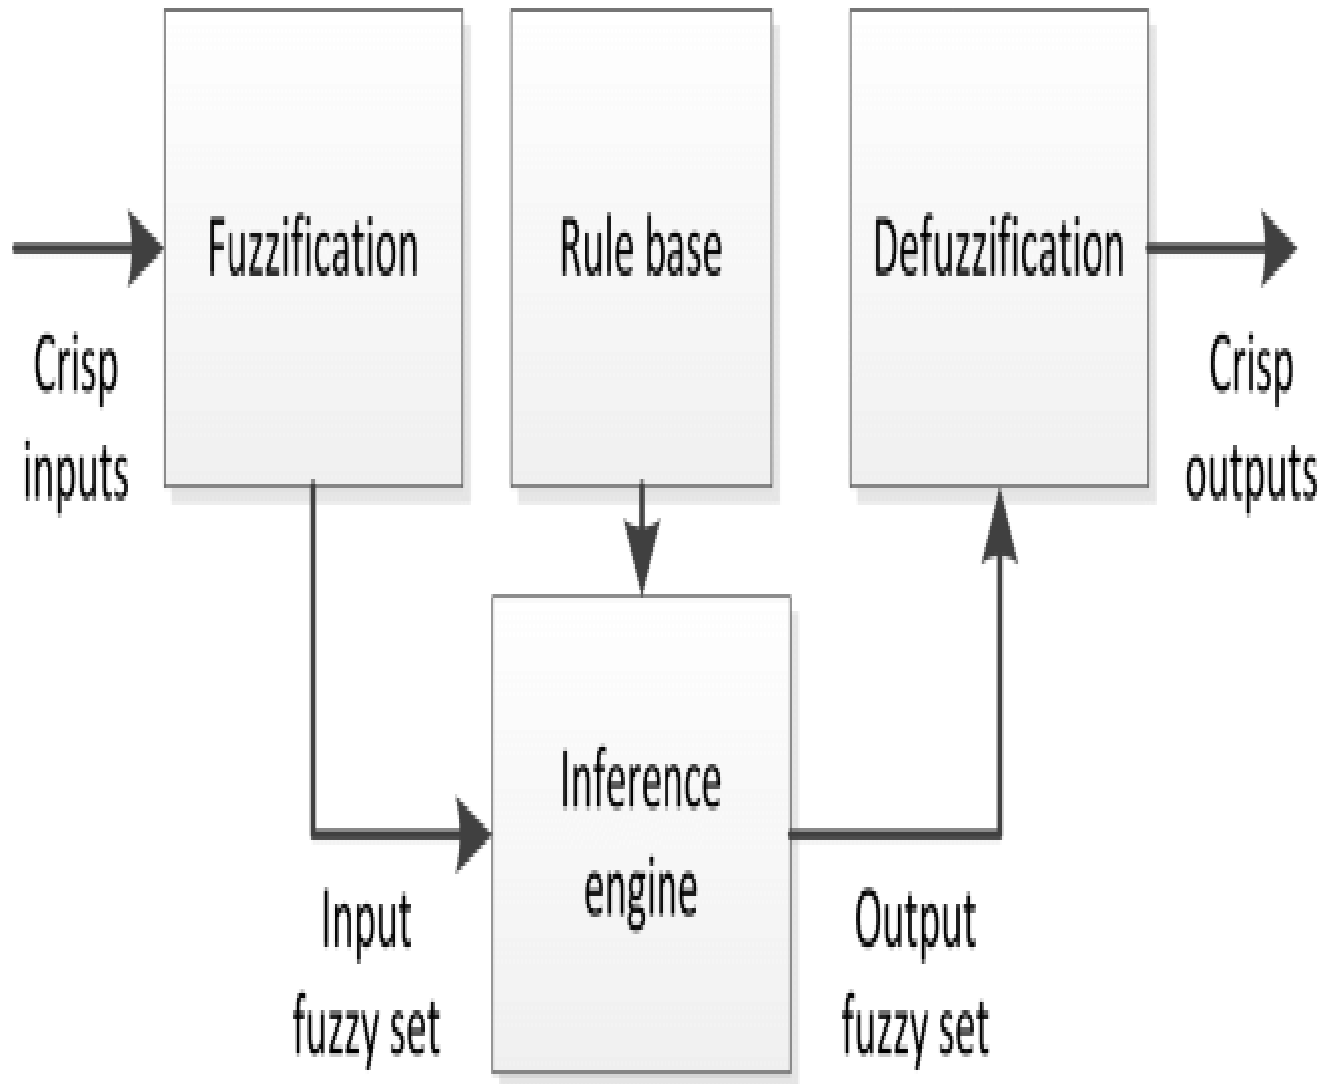 Fuzzification
Rule base
Defuzzification
Crisp
inputs
Crisp
outputs
Inference
engine
Input
fuzzy set
Output
fuzzy set